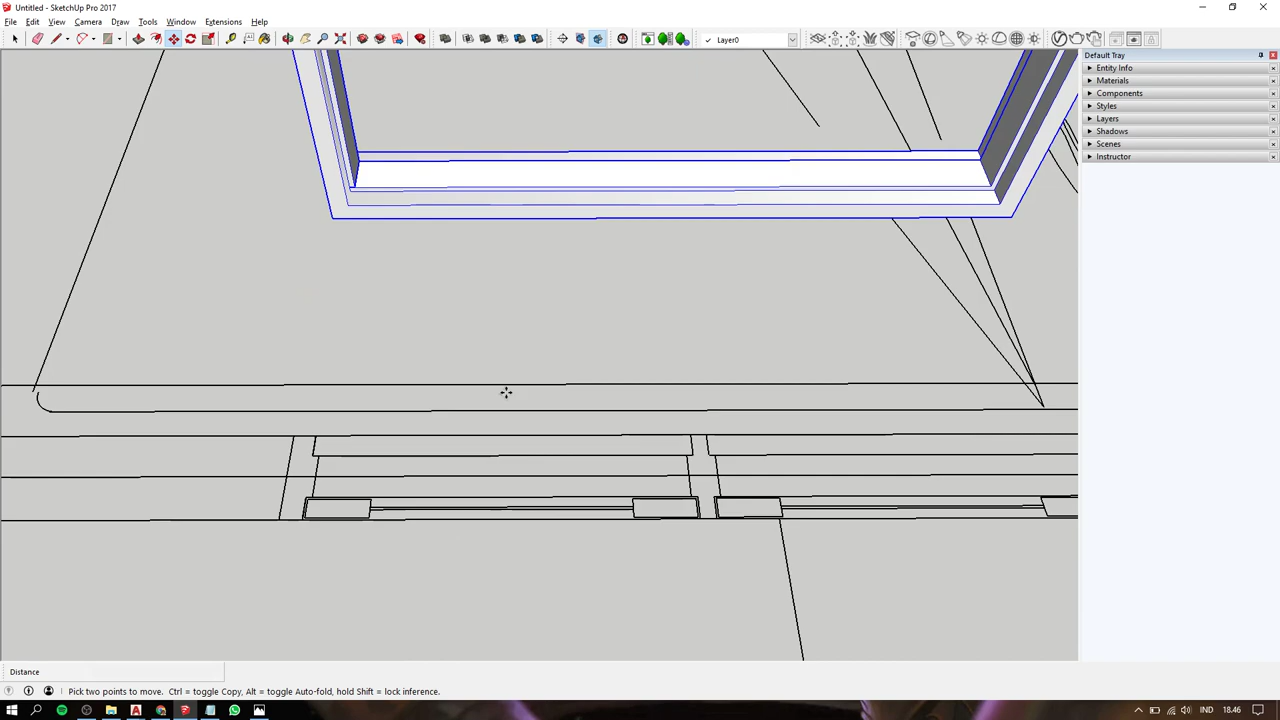 Untitled - SketchUp Pro 2017
File Edit View Camera Draw Tools Window Extensions Help
Layer0
Default Tray
Entity Info
Materials
Components
Styles
Layers
Shadows
Scenes
Instructor
Distance
Pick two points to move. Ctrl = toggle Copy, Alt = toggle Auto-fold, hold Shift = lock inference.
IND 18.46